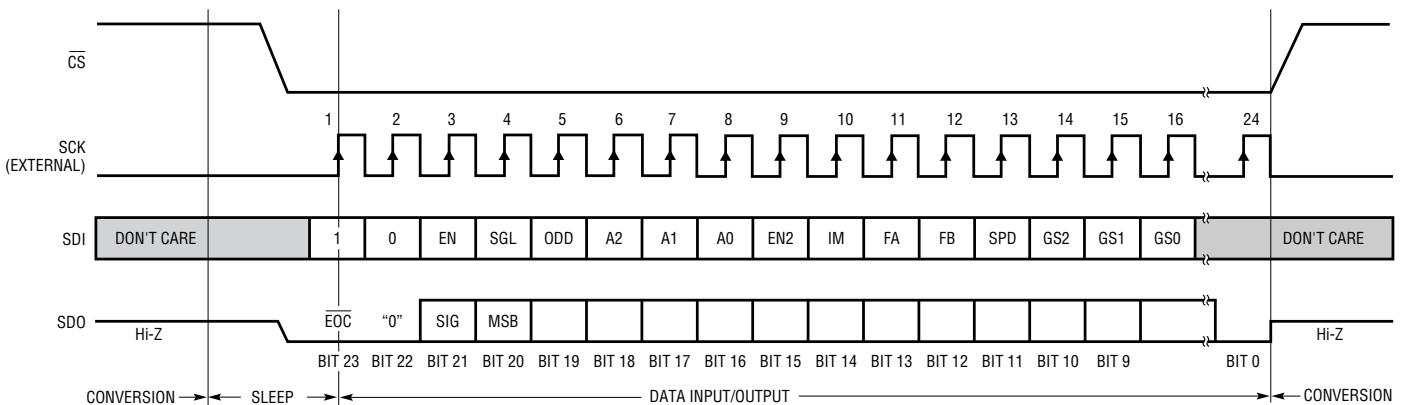 C̅S̅
1 2 3 4 5 6 7 8 9 10 11 12 13 14 15 16 24
SCK
(EXTERNAL)
SDI DON'T CARE 1 0 EN SGL ODD A2 A1 A0 EN2 IM FA FB SPD GS2 GS1 GS0 DON'T CARE
SDO Hi-Z E̅O̅C̅ “0” SIG MSB Hi-Z
BIT 23 BIT 22 BIT 21 BIT 20 BIT 19 BIT 18 BIT 17 BIT 16 BIT 15 BIT 14 BIT 13 BIT 12 BIT 11 BIT 10 BIT 9 BIT 0
CONVERSION SLEEP DATA INPUT/OUTPUT CONVERSION